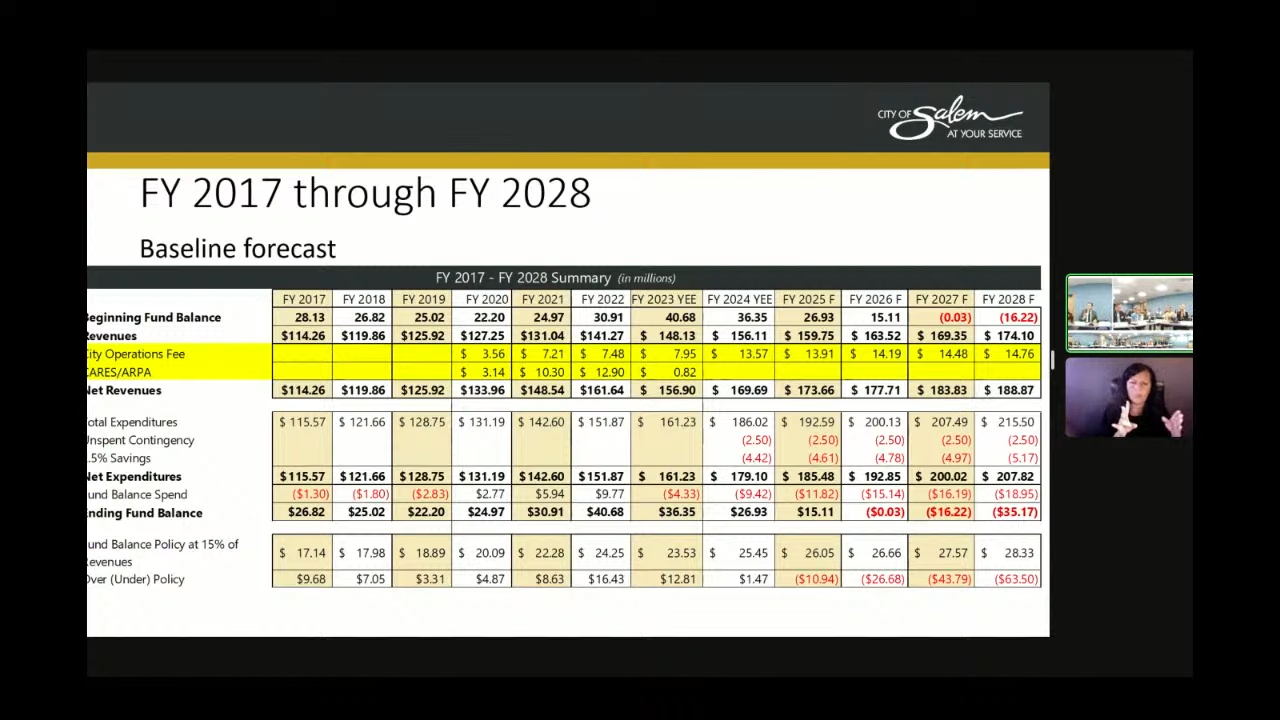 CITY OF Salem
AT YOUR SERVICE
FY 2017 through FY 2028
Baseline forecast
FY 2017 - FY 2028 Summary (in millions)
FY 2017 FY 2018 FY 2019 FY 2020 FY 2021 FY 2022 FY 2023 YEE FY 2024 YEE FY 2025 F FY 2026 F FY 2027 F FY 2028 F
Beginning Fund Balance 28.13 26.82 25.02 22.20 24.97 30.91 40.68 36.35 26.93 15.11 (0.03) (16.22)
Revenues $114.26 $119.86 $125.92 $127.25 $131.04 $141.27 $ 148.13 $ 156.11 $ 159.75 $ 163.52 $ 169.35 $ 174.10
City Operations Fee $ 3.56 $ 7.21 $ 7.48 $ 7.95 $ 13.57 $ 13.91 $ 14.19 $ 14.48 $ 14.76
CARES/ARPA $ 3.14 $ 10.30 $ 12.90 $ 0.82
Net Revenues $114.26 $119.86 $125.92 $133.96 $148.54 $161.64 $ 156.90 $ 169.69 $ 173.66 $ 177.71 $ 183.83 $ 188.87
Total Expenditures $ 115.57 $ 121.66 $ 128.75 $ 131.19 $ 142.60 $ 151.87 $ 161.23 $ 186.02 $ 192.59 $ 200.13 $ 207.49 $ 215.50
Unspent Contingency (2.50) (2.50) (2.50) (2.50) (2.50)
.5% Savings (4.42) (4.61) (4.78) (4.97) (5.17)
Net Expenditures $115.57 $121.66 $128.75 $131.19 $142.60 $151.87 $ 161.23 $ 179.10 $ 185.48 $ 192.85 $ 200.02 $ 207.82
Fund Balance Spend ($1.30) ($1.80) ($2.83) $2.77 $5.94 $9.77 ($4.33) ($9.42) ($11.82) ($15.14) ($16.19) ($18.95)
Ending Fund Balance $26.82 $25.02 $22.20 $24.97 $30.91 $40.68 $36.35 $26.93 $15.11 ($0.03) ($16.22) ($35.17)
Fund Balance Policy at 15% of
Revenues $ 17.14 $ 17.98 $ 18.89 $ 20.09 $ 22.28 $ 24.25 $ 23.53 $ 25.45 $ 26.05 $ 26.66 $ 27.57 $ 28.33
Over (Under) Policy $9.68 $7.05 $3.31 $4.87 $8.63 $16.43 $12.81 $1.47 ($10.94) ($26.68) ($43.79) ($63.50)